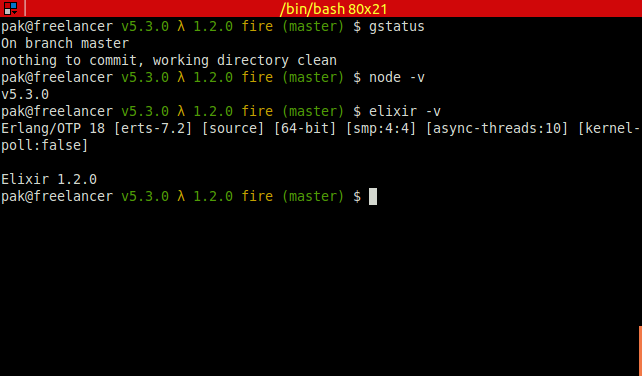 /bin/bash 80x21
pak@freelancer v5.3.0 λ 1.2.0 fire (master) $ gstatus
On branch master
nothing to commit, working directory clean
pak@freelancer v5.3.0 λ 1.2.0 fire (master) $ node -v
v5.3.0
pak@freelancer v5.3.0 λ 1.2.0 fire (master) $ elixir -v
Erlang/OTP 18 [erts-7.2] [source] [64-bit] [smp:4:4] [async-threads:10] [kernel-
poll:false]
Elixir 1.2.0
pak@freelancer v5.3.0 λ 1.2.0 fire (master) $